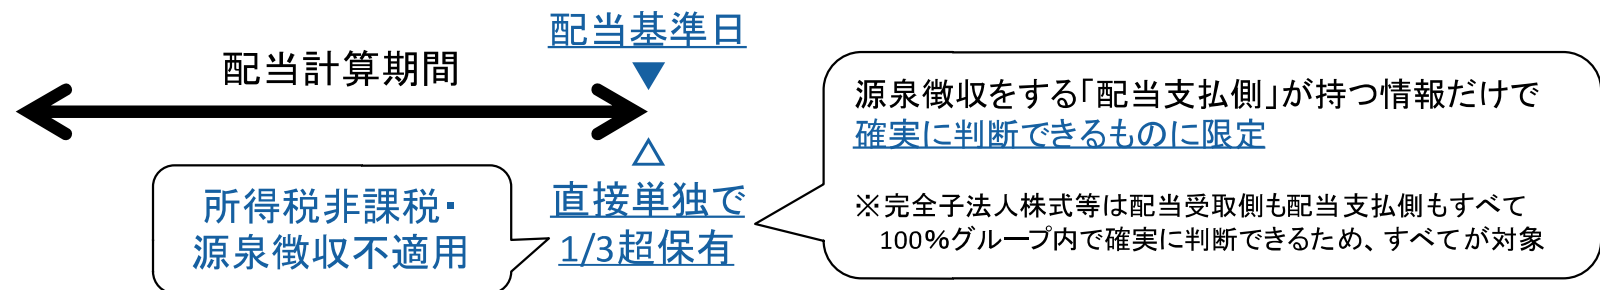 配当基準日
配当計算期間
源泉徴収をする「配当支払側」が持つ情報だけで
確実に判断できるものに限定
※完全子法人株式等は配当受取側も配当支払側もすべて
100%グループ内で確実に判断できるため、すべてが対象
直接単独で
1/3超保有
所得税非課税・
源泉徴収不適用